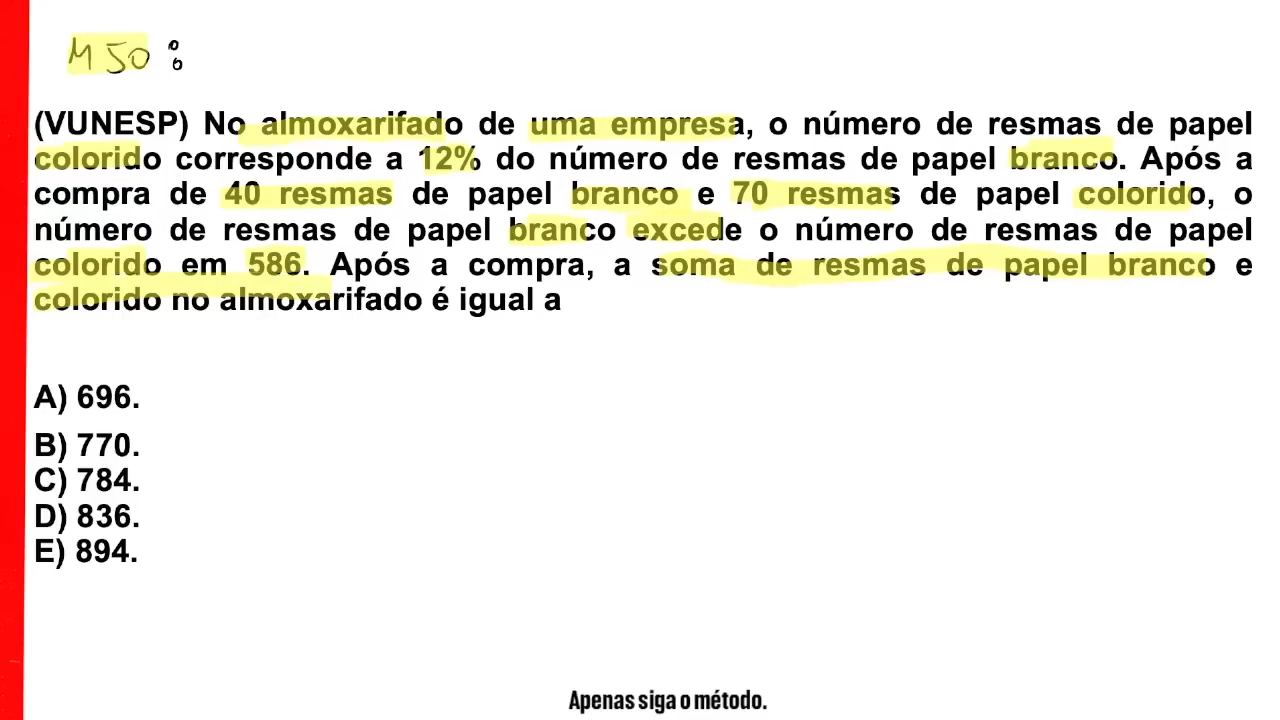 M50:
(VUNESP) No almoxarifado de uma empresa, o número de resmas de papel
colorido corresponde a 12% do número de resmas de papel branco. Após a
compra de 40 resmas de papel branco e 70 resmas de papel colorido, o
número de resmas de papel branco excede o número de resmas de papel
colorido em 586. Após a compra, a soma de resmas de papel branco e
colorido no almoxarifado é igual a
A) 696.
B) 770.
C) 784.
D) 836.
E) 894.
Apenas siga o método.